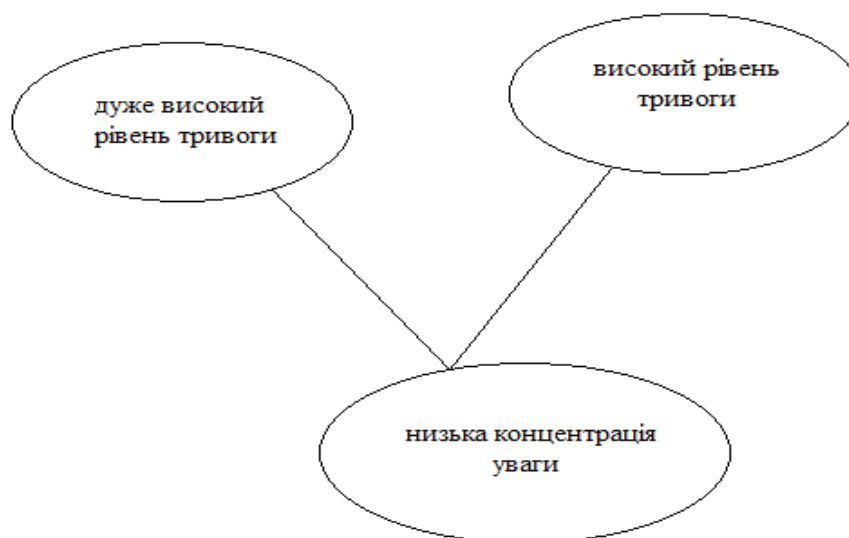 дуже високий
рівень тривоги
високий рівень
тривоги
низька концентрація
уваги